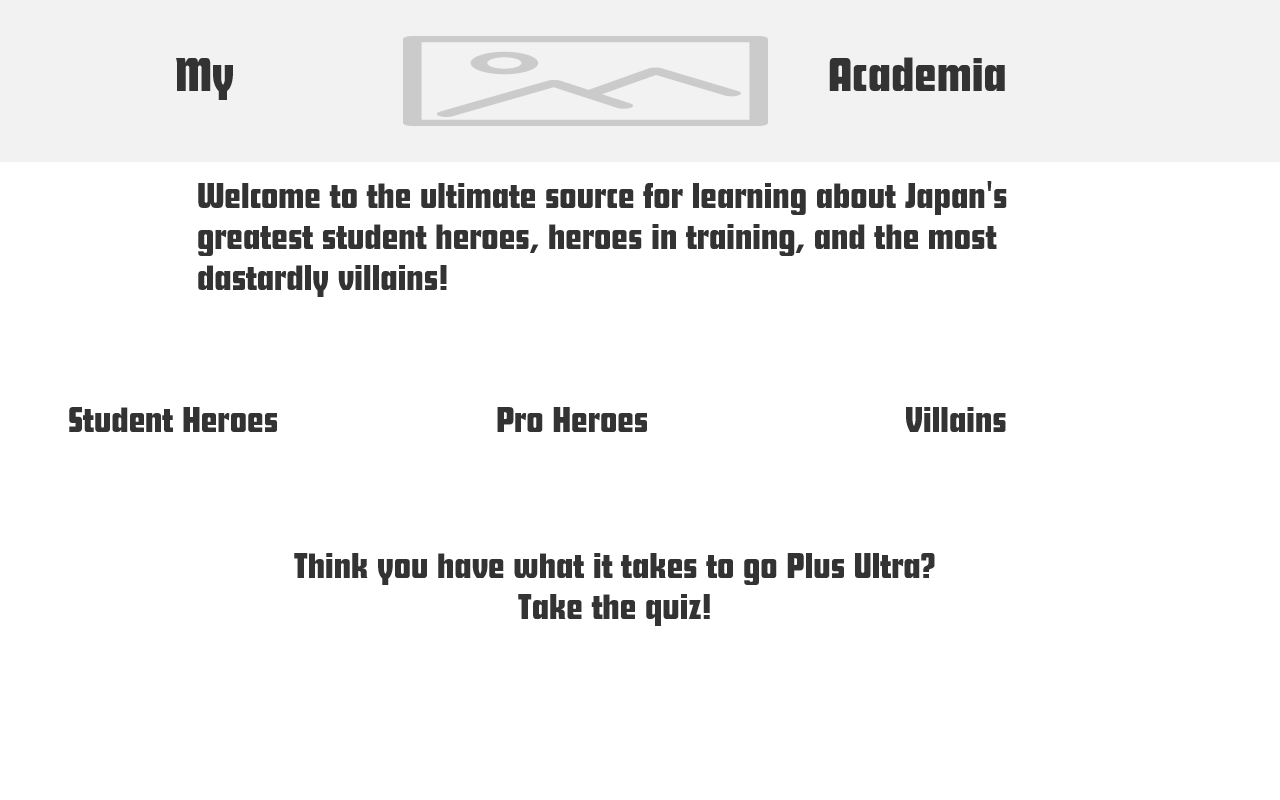 My Academia
Welcome to the ultimate source for learning about Japan's
greatest student heroes, heroes in training, and the most
dastardly villains!
Student Heroes Pro Heroes Villains
Think you have what it takes to go Plus Ultra?
Take the quiz!